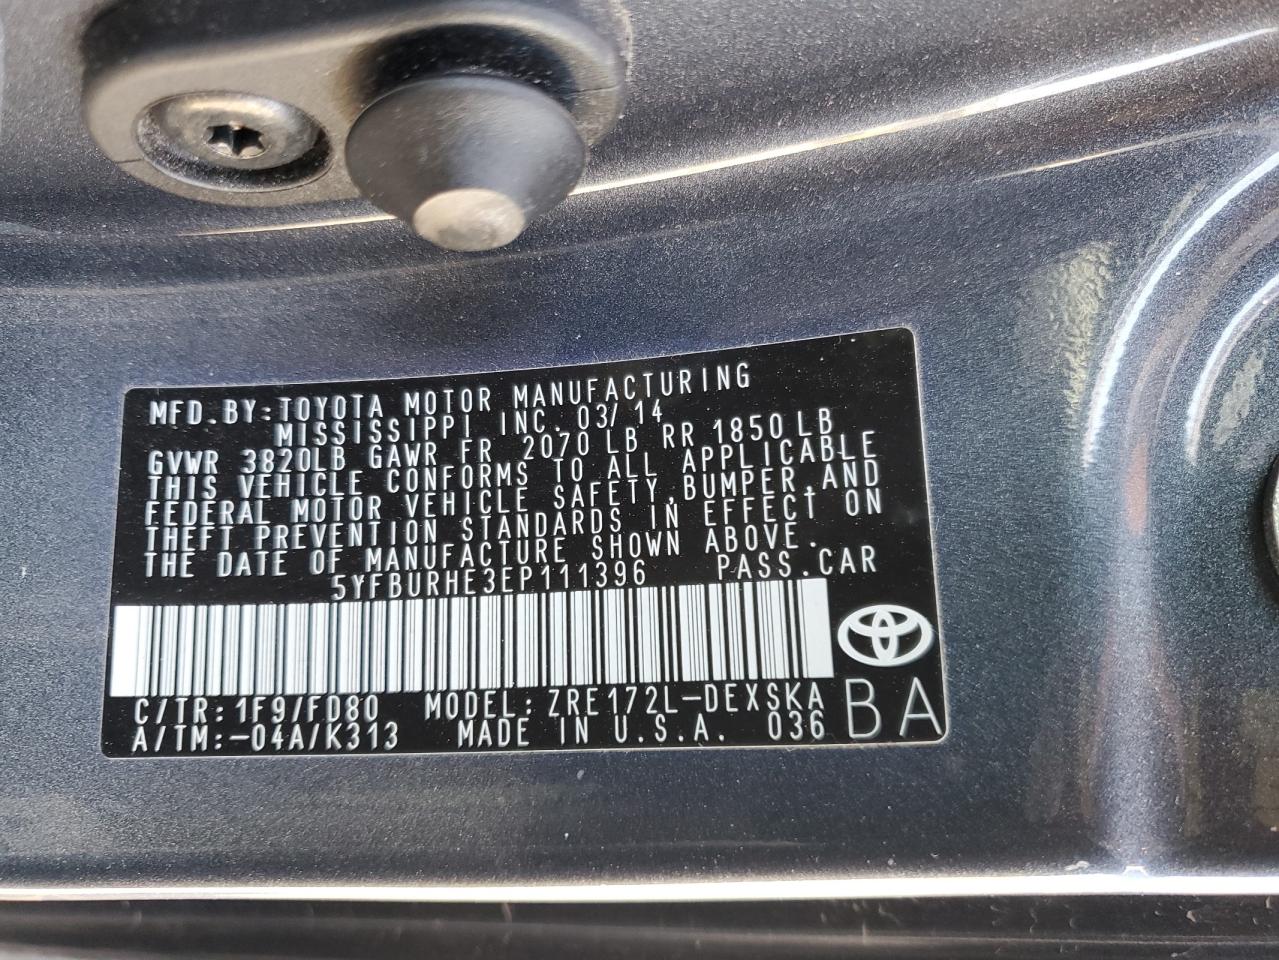 MFD.BY:TOYOTA MOTOR MANUFACTURING
MISSISSIPPI INC. 03/14
GVWR 3820LB GAWR FR 2070LB RR 1850LB
THIS VEHICLE CONFORMS TO ALL APPLICABLE
FEDERAL MOTOR VEHICLE SAFETY,BUMPER,AND
THEFT PREVENTION STANDARDS IN EFFECT ON
THE DATE OF MANUFACTURE SHOWN ABOVE.
5YFBURHE3EP111396 PASS.CAR
C/TR:1F9/FD80 MODEL:ZRE172L-DEXSKA
A/TM:-04A/K313 MADE IN U.S.A. 036
BA